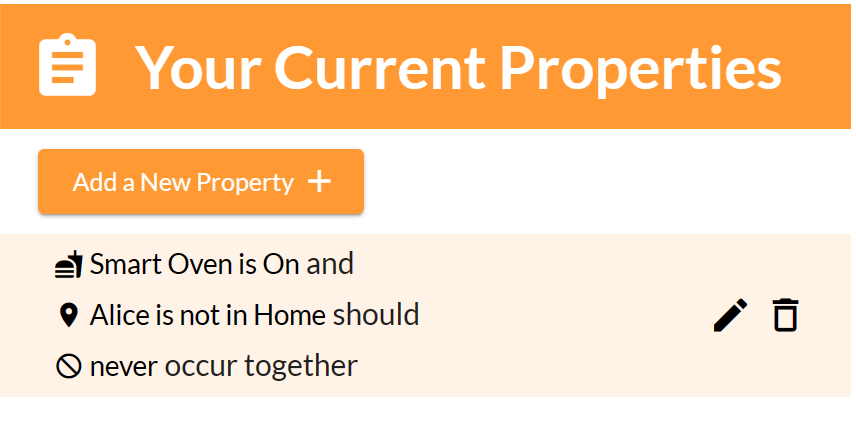 Your Current Properties
Add a New Property +
Smart Oven is On and
Alice is not in Home should
never occur together